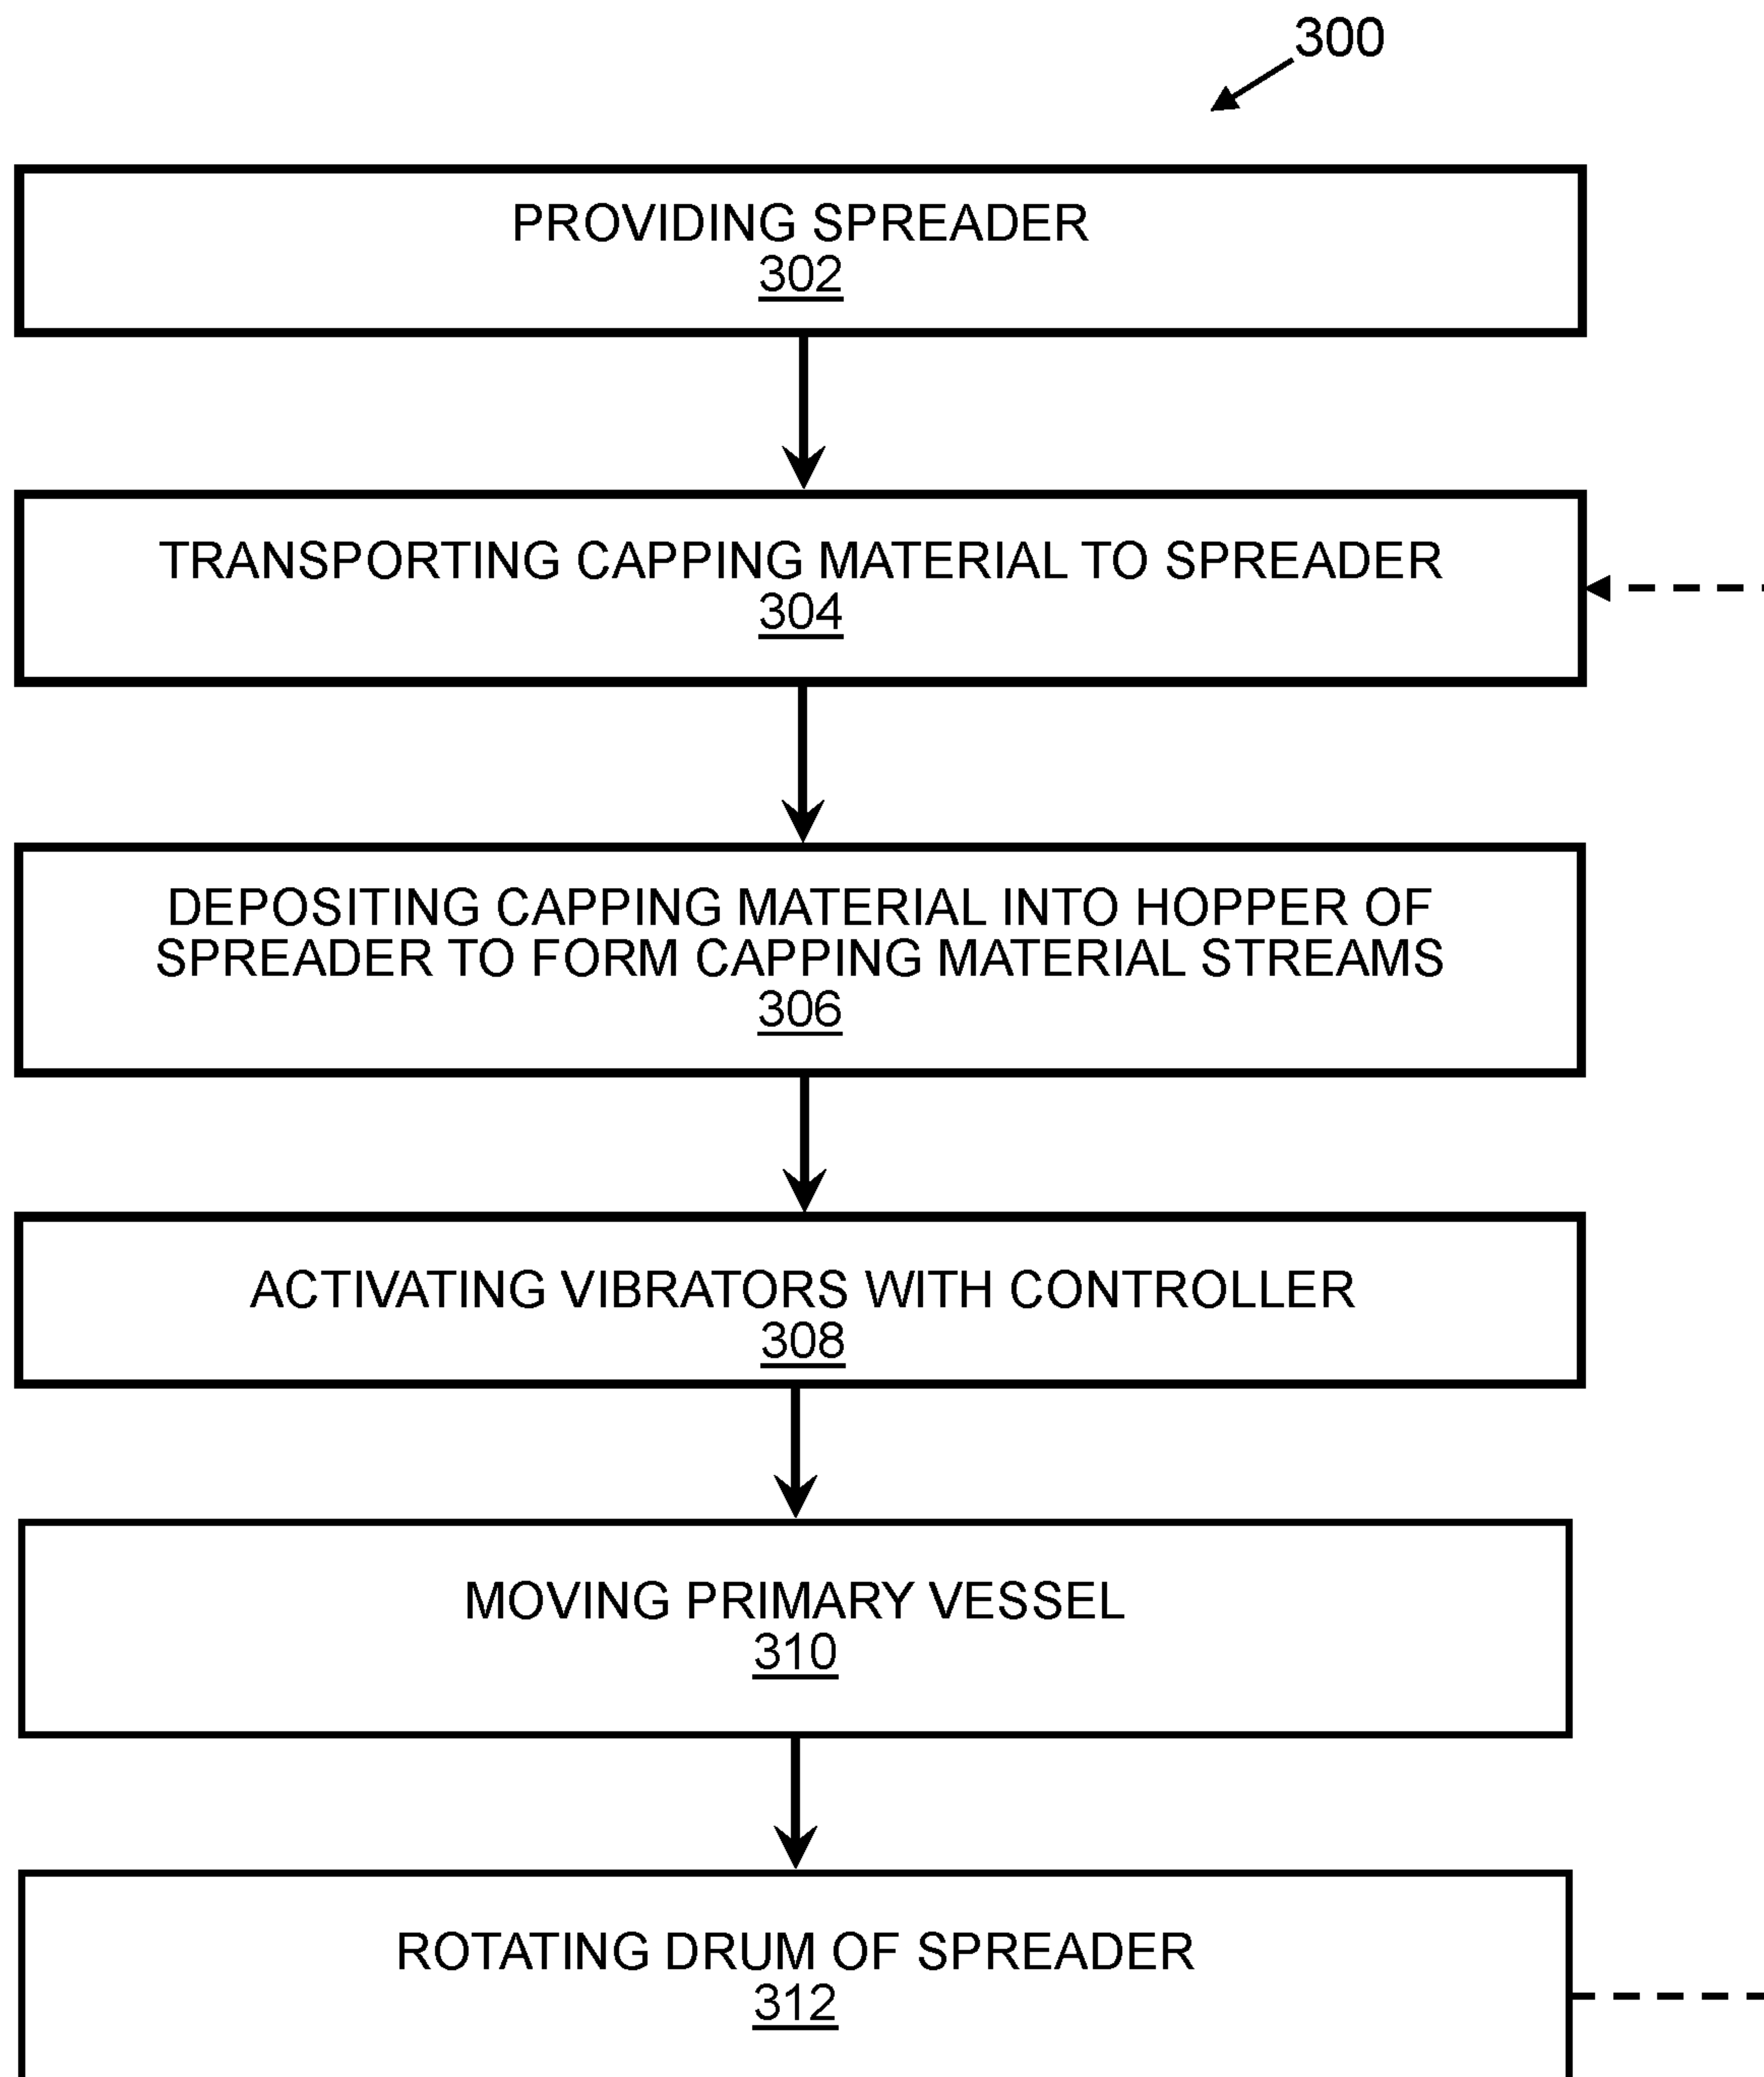 300
PROVIDING SPREADER
302
TRANSPORTING CAPPING MATERIAL TO SPREADER
304
DEPOSITING CAPPING MATERIAL INTO HOPPER OF
SPREADER TO FORM CAPPING MATERIAL STREAMS
306
ACTIVATING VIBRATORS WITH CONTROLLER
308
MOVING PRIMARY VESSEL
310
ROTATING DRUM OF SPREADER
312